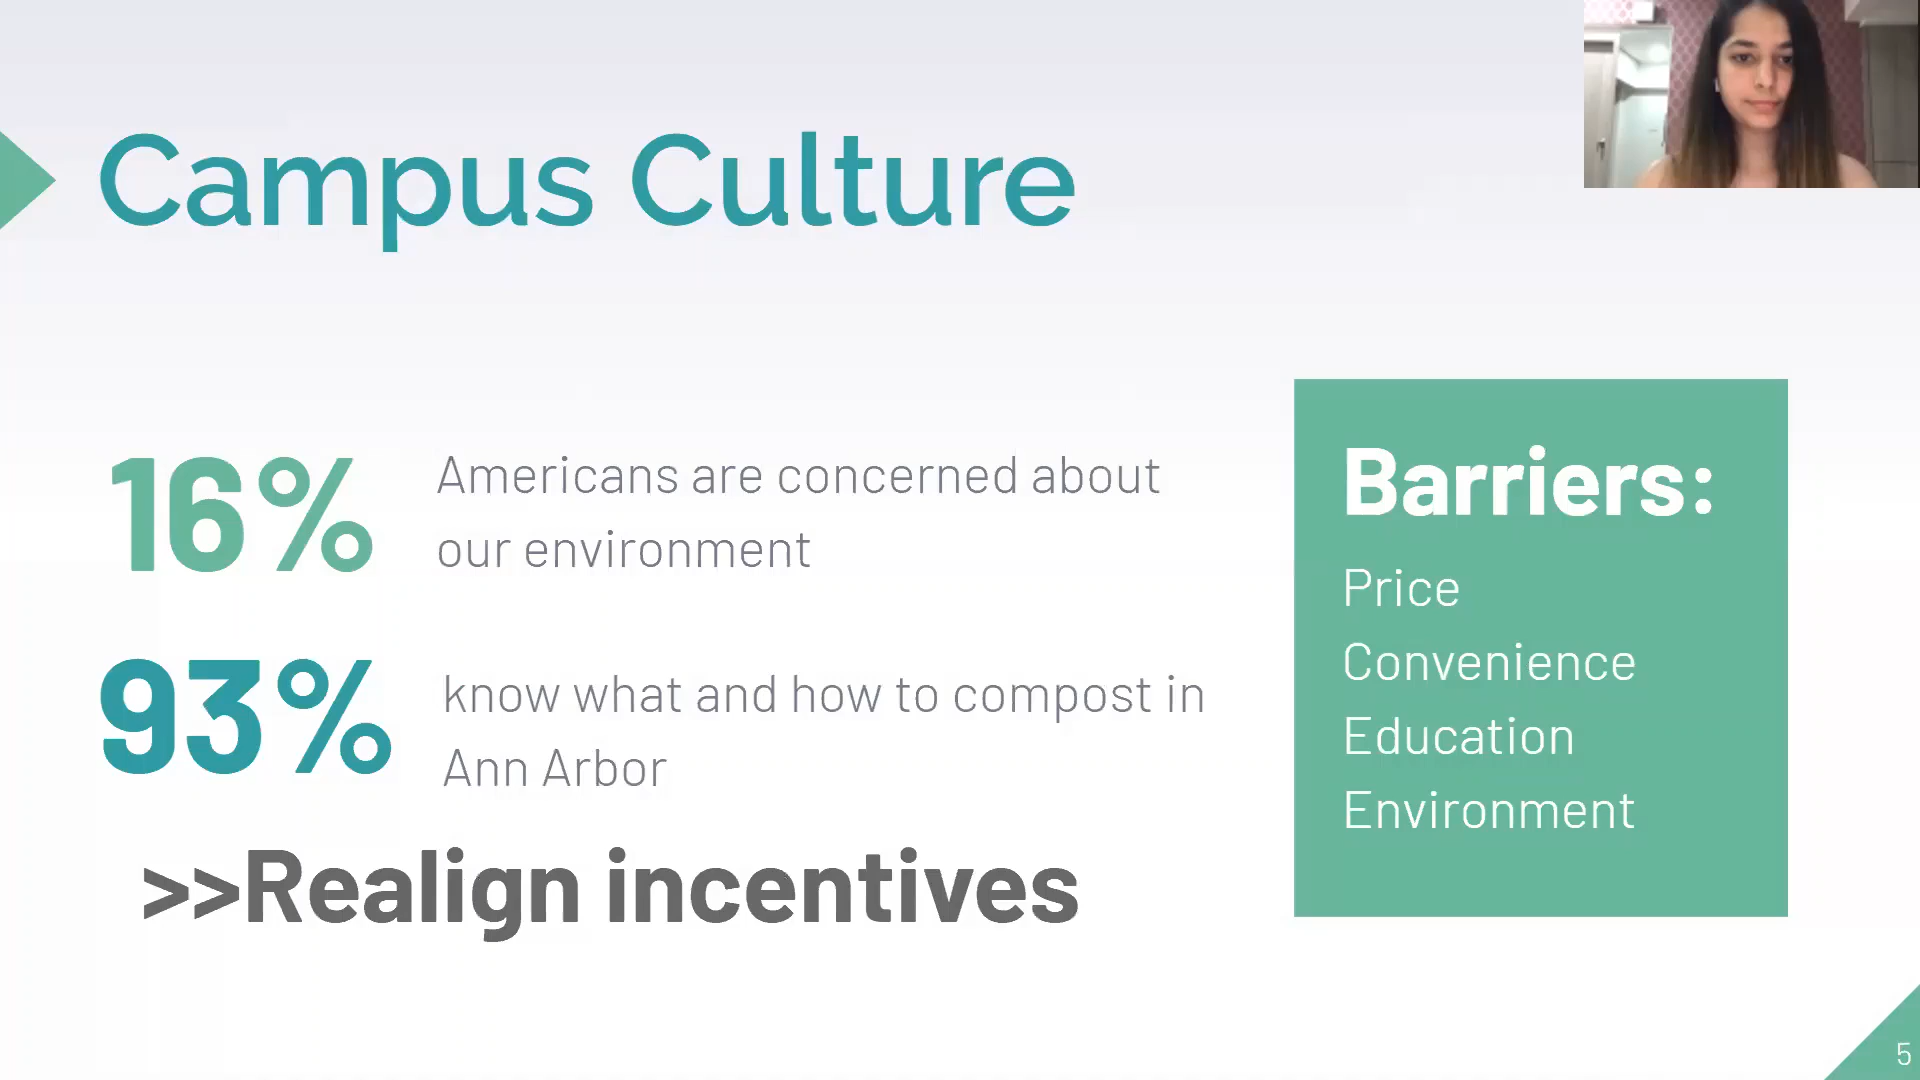 Campus Culture
16%
Americans are concerned about
our environment
93%
know what and how to compost in
Ann Arbor
>>Realign incentives
Barriers:
Price
Convenience
Education
Environment
5